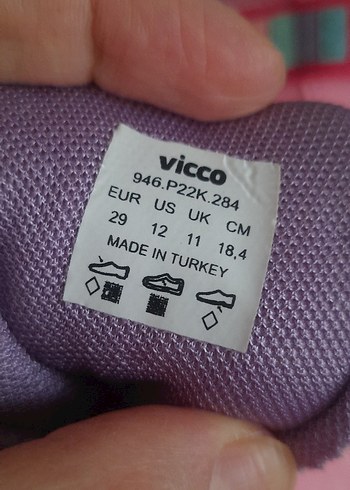 vicco
946.P22K.284
EUR US UK CM
29 12 11 18,4
MADE IN TURKEY